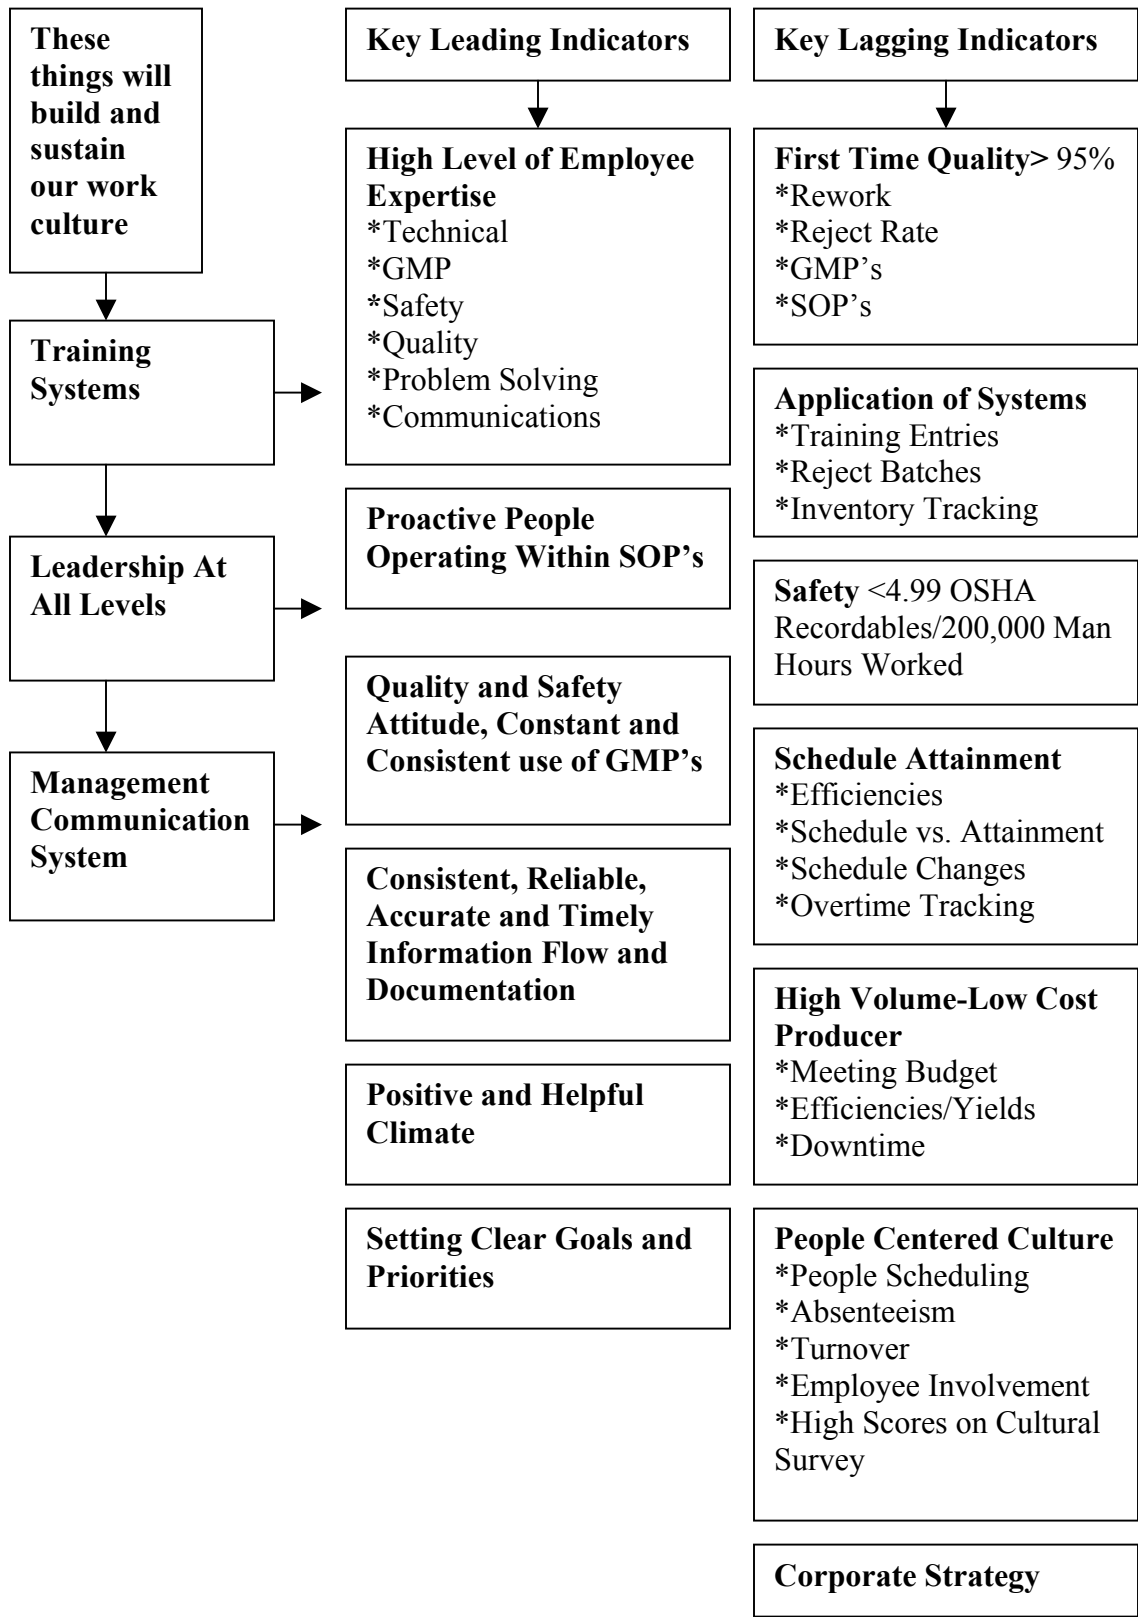 These
things will
build and
sustain
our work
culture
Training
Systems
Leadership At
All Levels
Management
Communication
System
Key Leading Indicators
High Level of Employee
Expertise
*Technical
*GMP
*Safety
*Quality
*Problem Solving
*Communications
Proactive People
Operating Within SOP’s
Quality and Safety
Attitude, Constant and
Consistent use of GMP’s
Consistent, Reliable,
Accurate and Timely
Information Flow and
Documentation
Positive and Helpful
Climate
Setting Clear Goals and
Priorities
Key Lagging Indicators
First Time Quality> 95%
*Rework
*Reject Rate
*GMP’s
*SOP’s
Application of Systems
*Training Entries
*Reject Batches
*Inventory Tracking
Safety <4.99 OSHA
Recordables/200,000 Man
Hours Worked
Schedule Attainment
*Efficiencies
*Schedule vs. Attainment
*Schedule Changes
*Overtime Tracking
High Volume-Low Cost
Producer
*Meeting Budget
*Efficiencies/Yields
*Downtime
People Centered Culture
*People Scheduling
*Absenteeism
*Turnover
*Employee Involvement
*High Scores on Cultural
Survey
Corporate Strategy